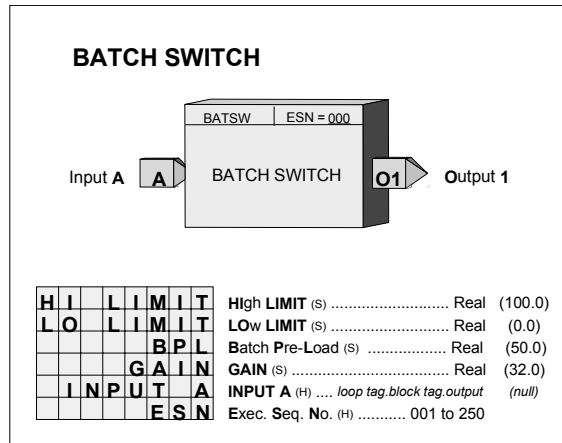 BATCH SWITCH
BATSW ESN = 000
Input A A BATCH SWITCH O1 Output 1
HI LIMIT HIgh LIMIT (S) ............................ Real (100.0)
LO LIMIT LOw LIMIT (S) ............................. Real (0.0)
BPL Batch Pre-Load (S) ................... Real (50.0)
GAIN GAIN (S) ....................................... Real (32.0)
INPUT A INPUT A (H) .... loop tag.block tag.output (null)
ESN Exec. Seq. No. (H) ........... 001 to 250